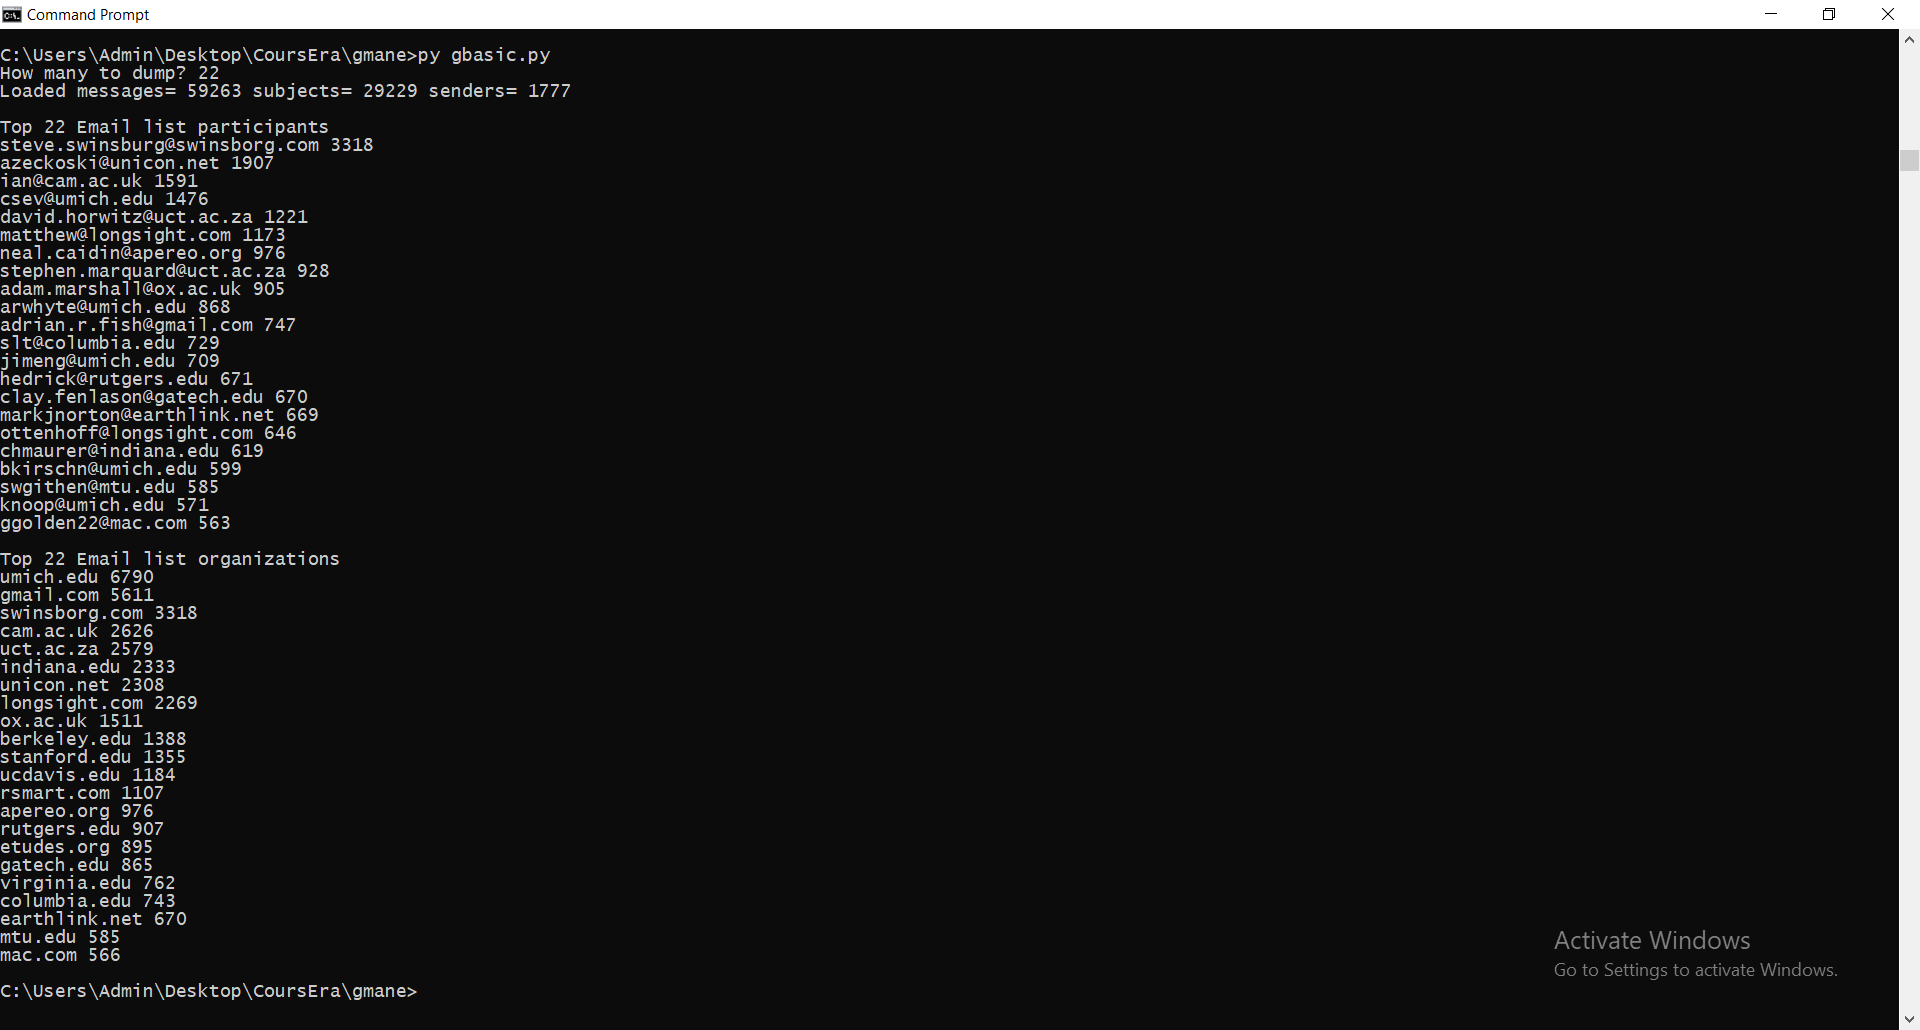 Command Prompt
C:\Users\Admin\Desktop\CoursEra\gmane>py gbasic.py
How many to dump? 22
Loaded messages= 59263 subjects= 29229 senders= 1777
Top 22 Email list participants
steve.swinsburg@swinsborg.com 3318
azeckoski@unicon.net 1907
ian@cam.ac.uk 1591
csev@umich.edu 1476
david.horwitz@uct.ac.za 1221
matthew@longsight.com 1173
neal.caidin@apereo.org 976
stephen.marquard@uct.ac.za 928
adam.marshall@ox.ac.uk 905
arwhyte@umich.edu 868
adrian.r.fish@gmail.com 747
slt@columbia.edu 729
jimeng@umich.edu 709
hedrick@rutgers.edu 671
clay.fenlason@gatech.edu 670
markjnorton@earthlink.net 669
ottenhoff@longsight.com 646
chmaurer@indiana.edu 619
bkirschn@umich.edu 599
swgithen@mtu.edu 585
knoop@umich.edu 571
ggolden22@mac.com 563
Top 22 Email list organizations
umich.edu 6790
gmail.com 5611
swinsborg.com 3318
cam.ac.uk 2626
uct.ac.za 2579
indiana.edu 2333
unicon.net 2308
longsight.com 2269
ox.ac.uk 1511
berkeley.edu 1388
stanford.edu 1355
ucdavis.edu 1184
rsmart.com 1107
apereo.org 976
rutgers.edu 907
etudes.org 895
gatech.edu 865
virginia.edu 762
columbia.edu 743
earthlink.net 670
mtu.edu 585
mac.com 566
C:\Users\Admin\Desktop\CoursEra\gmane>
Activate Windows
Go to Settings to activate Windows.